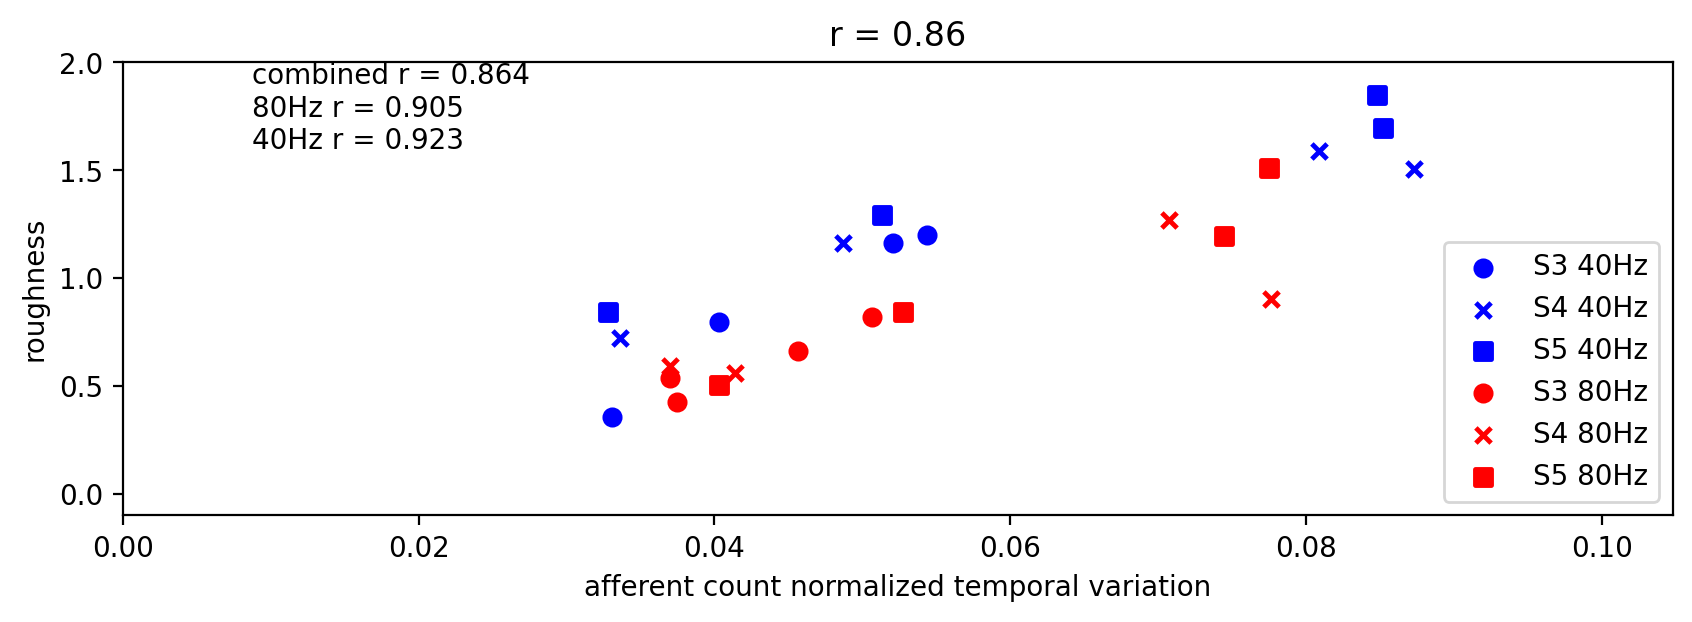 r = 0.86
combined r = 0.864
80Hz r = 0.905
40Hz r = 0.923
2.0
1.5
1.0
0.5
0.0
roughness
S3 40Hz
S4 40Hz
S5 40Hz
S3 80Hz
S4 80Hz
S5 80Hz
0.00 0.02 0.04 0.06 0.08 0.10
afferent count normalized temporal variation